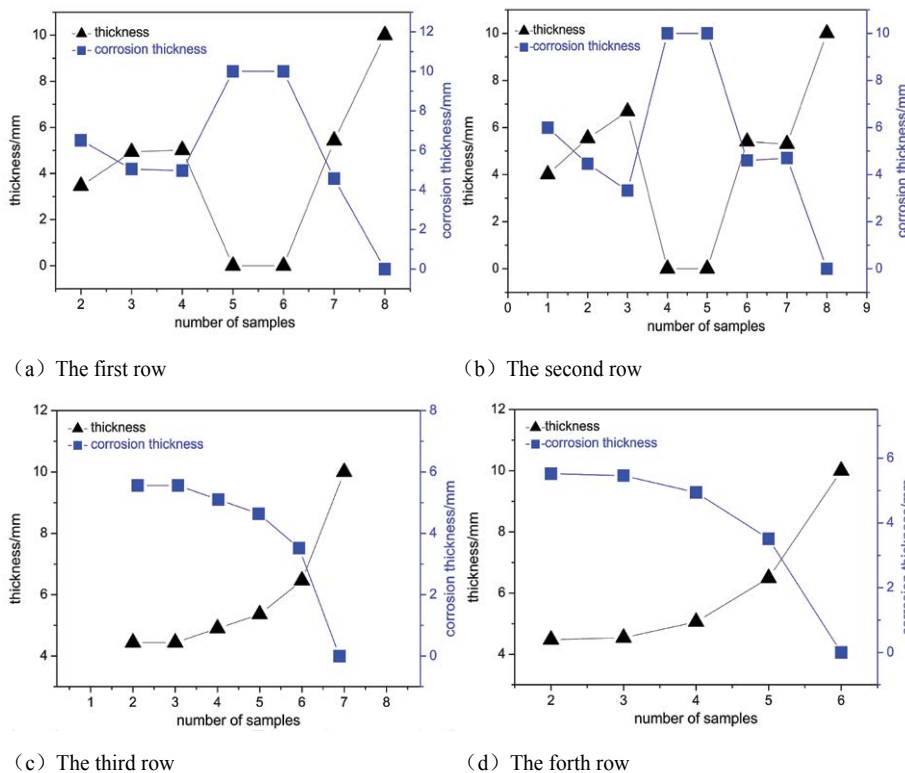 thickness
corrosion thickness
thickness/mm
corrosion thickness/mm
10
8
6
4
2
0
12
10
8
6
4
2
0
2 3 4 5 6 7 8
number of samples
(a) The first row
thickness
corrosion thickness
thickness/mm
corrosion thickness/mm
10
8
6
4
2
0
10
8
6
4
2
0
0 1 2 3 4 5 6 7 8 9
number of samples
(b) The second row
thickness
corrosion thickness
thickness/mm
corrosion thickness/mm
12
10
8
6
4
8
6
4
2
0
1 2 3 4 5 6 7 8
number of samples
(c) The third row
thickness
corrosion thickness
thickness/mm
corrosion thickness/mm
12
10
8
6
4
6
4
2
0
2 3 4 5 6
number of samples
(d) The forth row